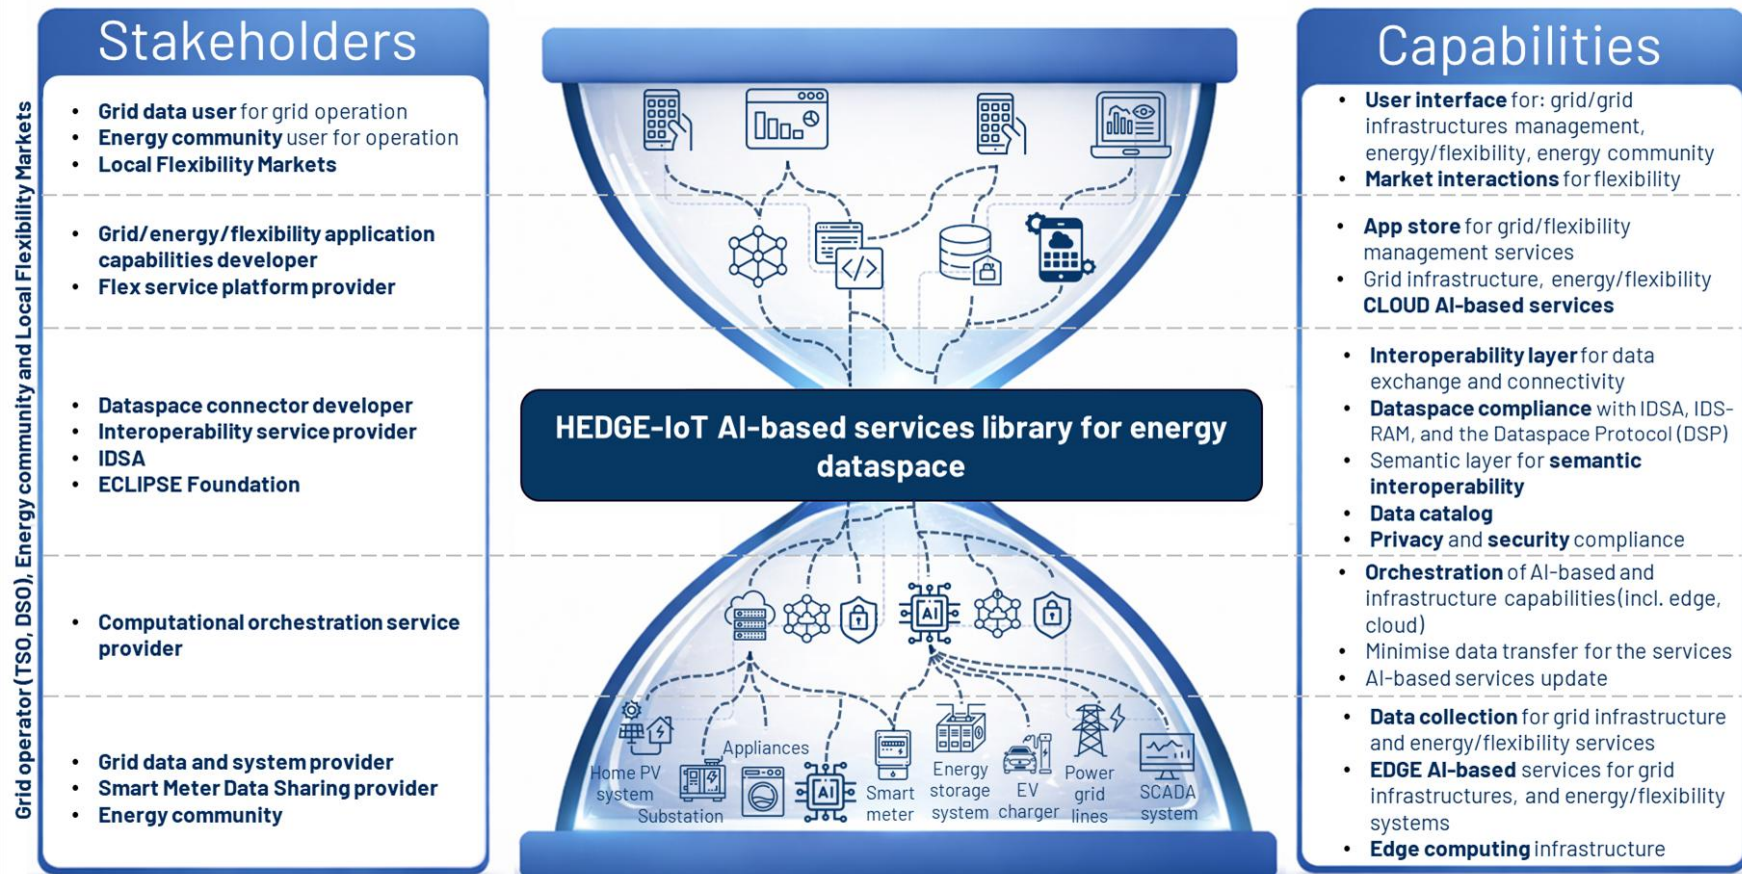 Stakeholders
Grid operator (TSO, DSO), Energy community and Local Flexibility Markets
• Grid data user for grid operation
• Energy community user for operation
• Local Flexibility Markets
• Grid/energy/flexibility application
capabilities developer
• Flex service platform provider
• Dataspace connector developer
• Interoperability service provider
• IDSA
• ECLIPSE Foundation
• Computational orchestration service
provider
• Grid data and system provider
• Smart Meter Data Sharing provider
• Energy community
</>
HEDGE-IoT AI-based services library for energy
dataspace
AI
Home PV
system
Substation
Appliances
AI
Smart
meter
Energy
storage
system
EV
charger
Power
grid
lines
SCADA
system
Capabilities
• User interface for: grid/grid
infrastructures management,
energy/flexibility, energy community
• Market interactions for flexibility
• App store for grid/flexibility
management services
• Grid infrastructure, energy/flexibility
CLOUD AI-based services
• Interoperability layer for data
exchange and connectivity
• Dataspace compliance with IDSA, IDS-
RAM, and the Dataspace Protocol (DSP)
• Semantic layer for semantic
interoperability
• Data catalog
• Privacy and security compliance
• Orchestration of AI-based and
infrastructure capabilities (incl. edge,
cloud)
• Minimise data transfer for the services
• AI-based services update
• Data collection for grid infrastructure
and energy/flexibility services
• EDGE AI-based services for grid
infrastructures, and energy/flexibility
systems
• Edge computing infrastructure